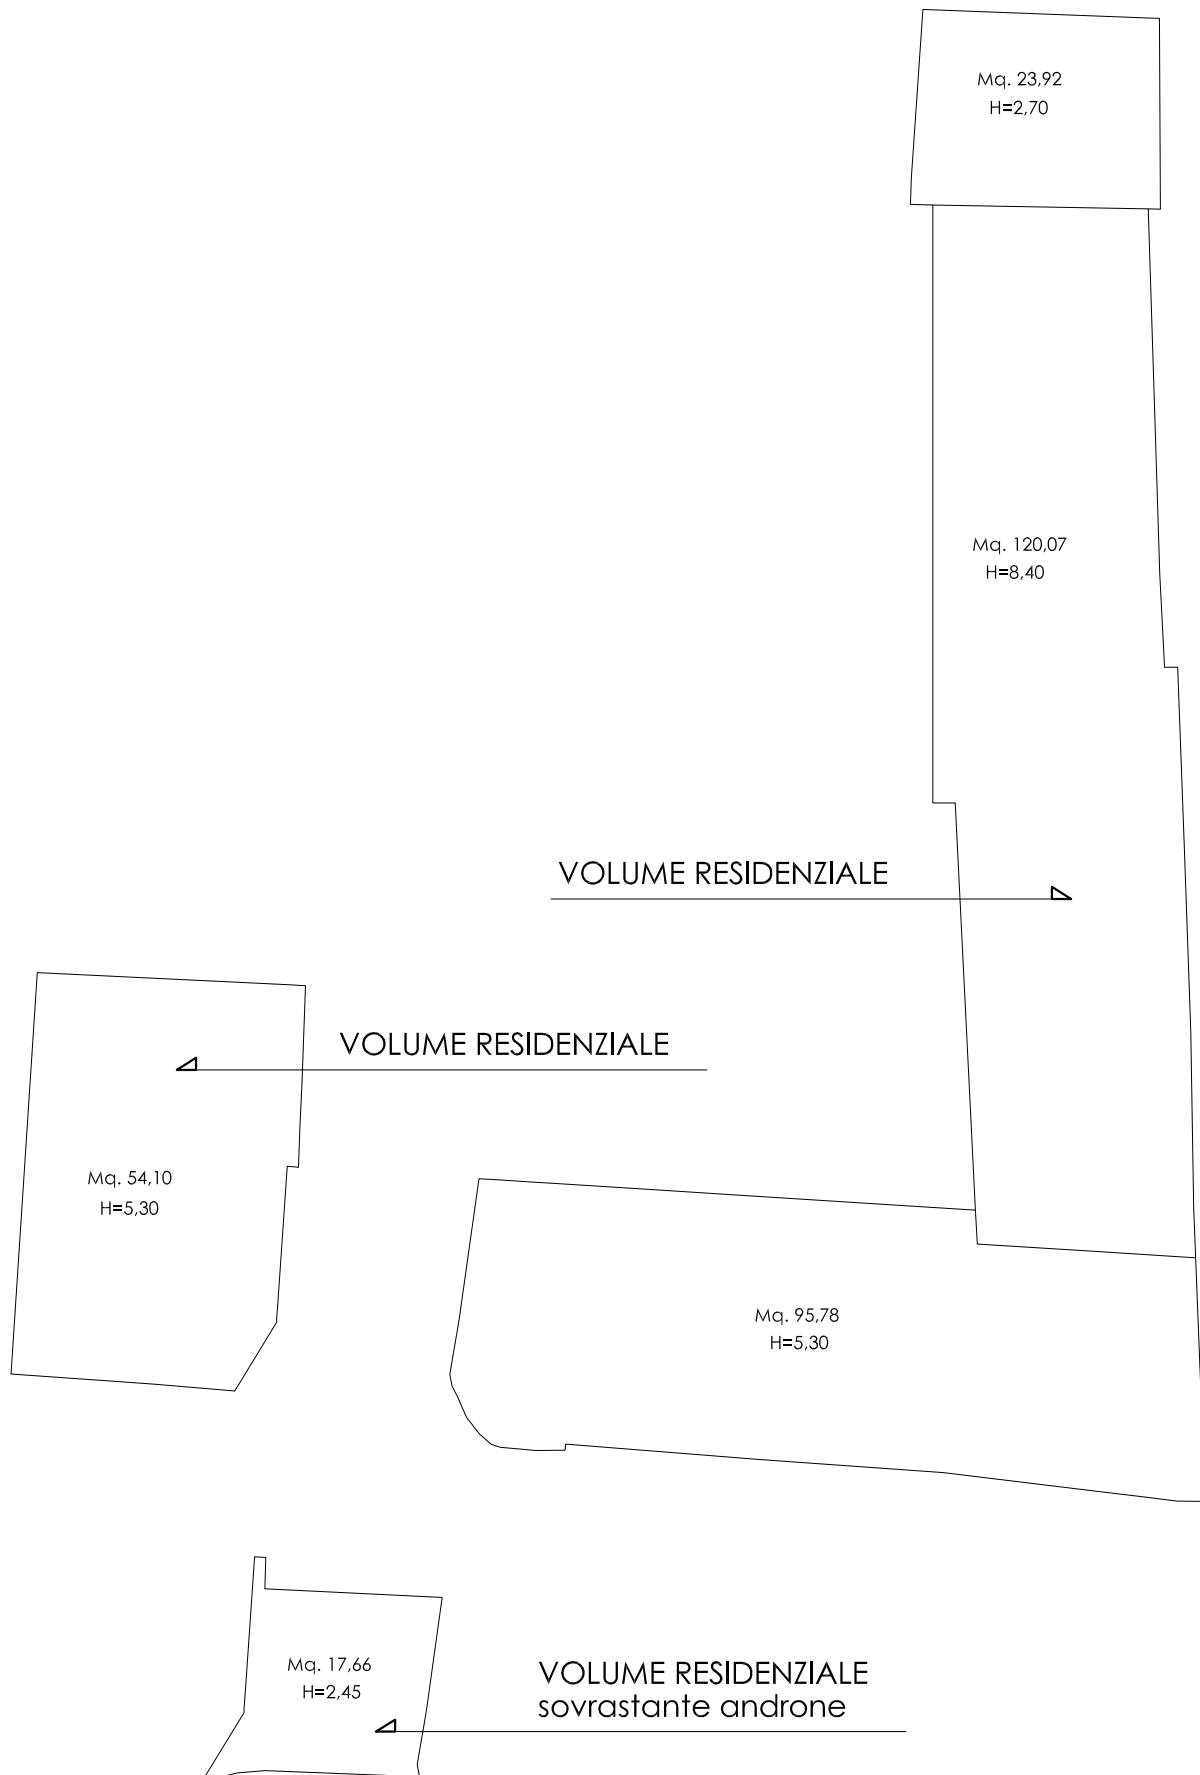 Mq. 23,92
H=2,70
Mq. 120,07
H=8,40
VOLUME RESIDENZIALE
VOLUME RESIDENZIALE
Mq. 54,10
H=5,30
Mq. 95,78
H=5,30
Mq. 17,66
H=2,45
VOLUME RESIDENZIALE
sovrastante androne